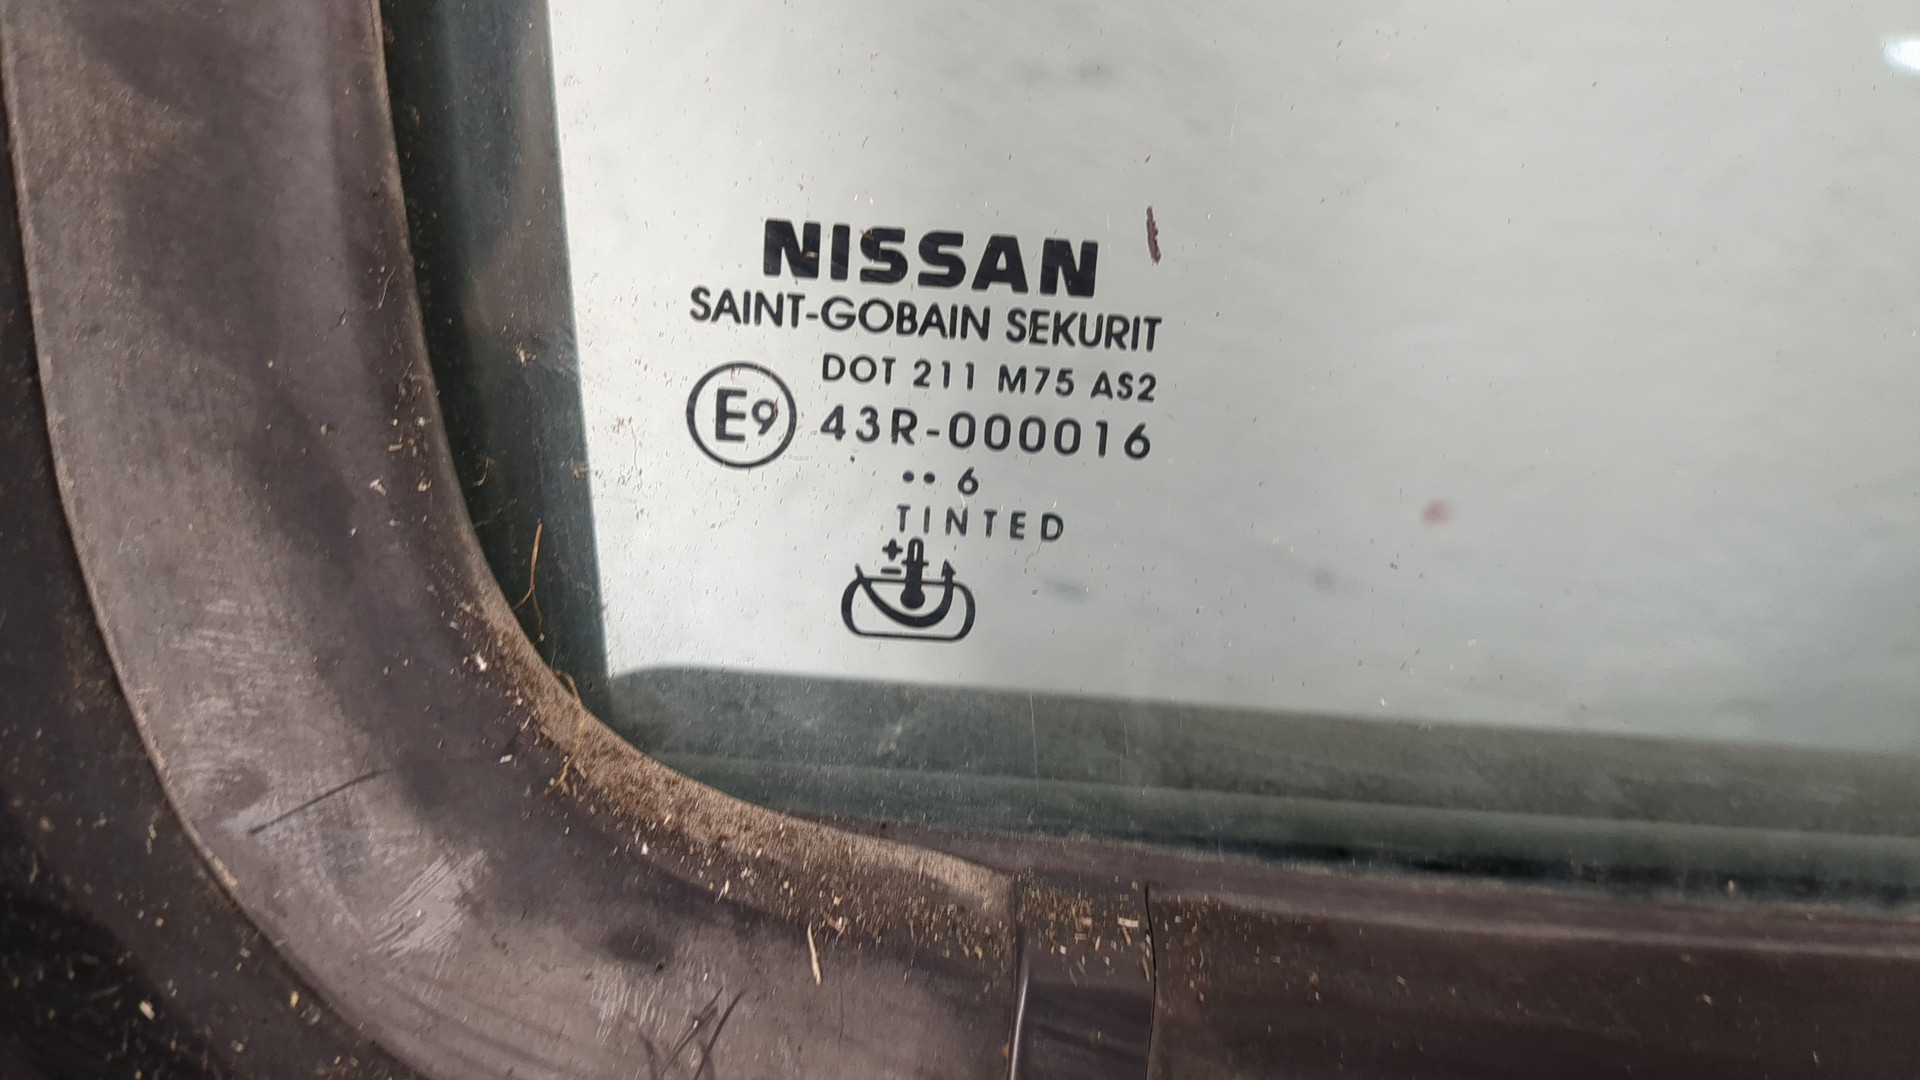 NISSAN
SAINT-GOBAIN SEKURIT
DOT 211 M75 AS2
E9 43R-000016
•• 6
TINTED